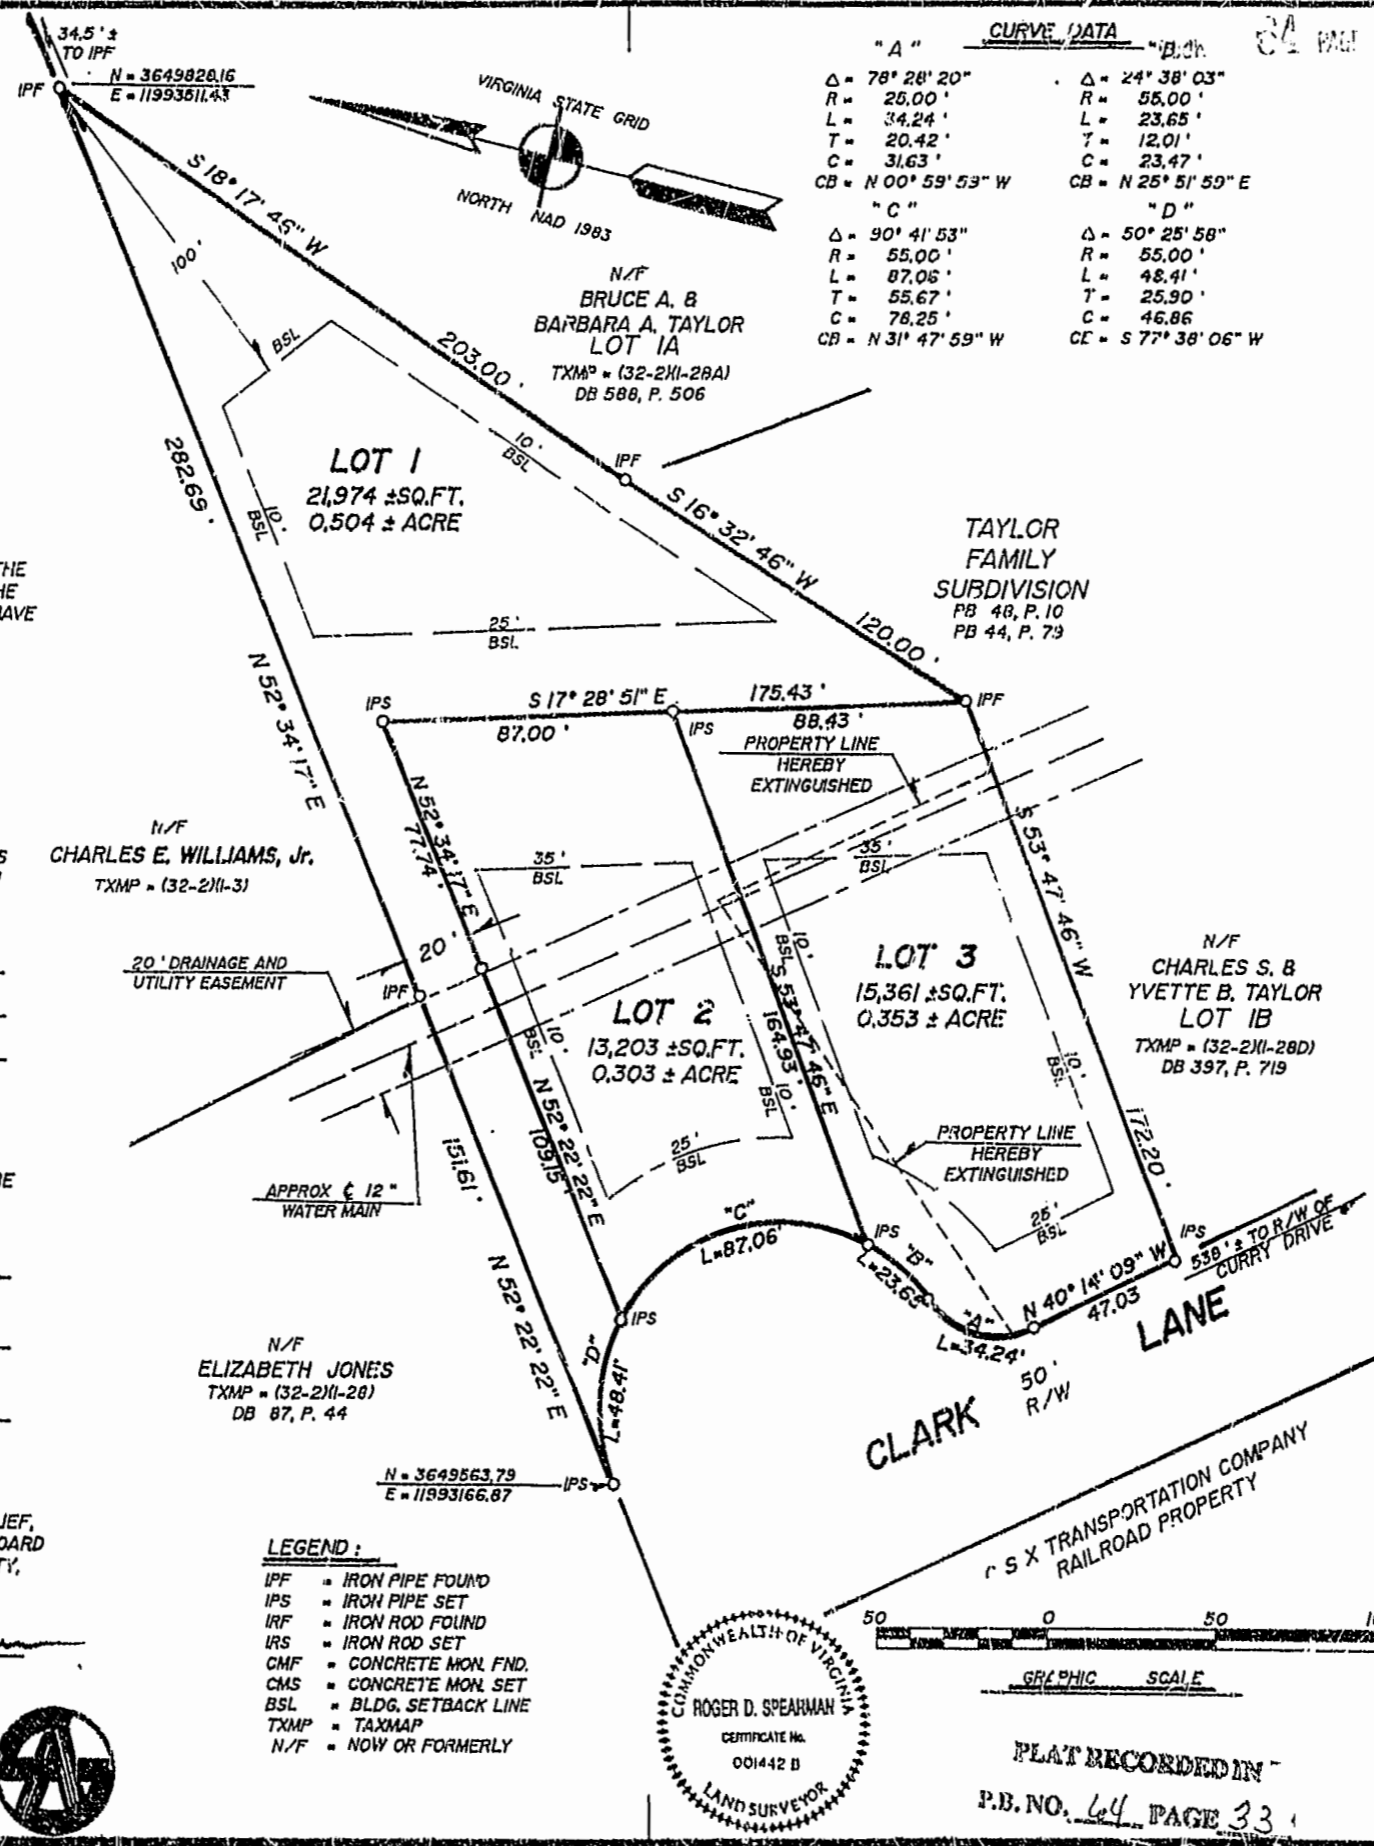 34.5 ' ±
TO IPF
N = 3649828.16
E = 11993511.43
IPF
VIRGINIA STATE GRID
NORTH NAD 1983
CURVE DATA
64 PAGE
"A"
Δ = 78° 28' 20"
R = 25.00 '
L = 34.24 '
T = 20.42 '
C = 31.63 '
CB = N 00° 59' 53" W
Δ = 24° 38' 03"
R = 55.00 '
L = 23.65 '
T = 12.01 '
C = 23.47 '
CB = N 25° 51' 59" E
"C"
Δ = 90° 41' 53"
R = 55.00 '
L = 87.06 '
T = 55.67 '
C = 78.25 '
CB = N 31° 47' 59" W
"D"
Δ = 50° 25' 58"
R = 55.00 '
L = 48.41 '
T = 25.90 '
C = 46.86
S 77° 38' 06" W
S 18° 17' 46" W
203.00 '
100'
N/F
BRUCE A. &
BARBARA A. TAYLOR
LOT 1A
TXMP = (32-2)(1-28A)
DB 588, P. 506
BSL
282.69 '
10 '
BSL
LOT 1
21,974 ±SQ.FT.
0.504 ± ACRE
10 '
BSL
25 '
BSL
IPF
S 16° 32' 46" W
120.00 '
TAYLOR
FAMILY
SUBDIVISION
PB 48, P. 10
PB 44, P. 79
THE
HE
HAVE
N 52° 34' 17" E
IPS
S 17° 28' 51" E
175.43 '
87.00 '
IPS
88.43 '
IPF
PROPERTY LINE
HEREBY
EXTINGUISHED
N 52° 34' 17" E
77.74 '
S 53° 47' 46" W
172.20 '
N/F
CHARLES E. WILLIAMS, Jr.
TXMP = (32-2)(1-3)
35 '
BSL
35 '
BSL
20 '
20 ' DRAINAGE AND
UTILITY EASEMENT
IPF
LOT 2
13,203 ±SQ.FT.
0.303 ± ACRE
10 '
BSL
S 53° 47' 46" E
164.93 '
10 '
BSL
10 '
BSL
LOT 3
15,361 ±SQ.FT.
0.353 ± ACRE
10 '
BSL
N/F
CHARLES S. &
YVETTE B. TAYLOR
LOT 1B
TXMP = (32-2)(1-28D)
DB 397, P. 719
N 52° 22' 22" E
109.15 '
151.61 '
APPROX ℄ 12 "
WATER MAIN
25 '
BSL
PROPERTY LINE
HEREBY
EXTINGUISHED
25 '
BSL
"C"
L=87.06'
IPS
"B"
"A"
L=34.24'
N 40° 14' 09" W
47.03
IPS
538 ' ± TO R/W OF
CURRY DRIVE
N 52° 22' 22" E
IPS
"D"
L=48.41'
CLARK LANE
50 '
R/W
N/F
ELIZABETH JONES
TXMP = (32-2)(1-28)
DB 87, P. 44
N = 3649563.79
E = 11993166.87
IPS
S X TRANSPORTATION COMPANY
RAILROAD PROPERTY
LEGEND :
IPF = IRON PIPE FOUND
IPS = IRON PIPE SET
IRF = IRON ROD FOUND
IRS = IRON ROD SET
CMF = CONCRETE MON. FND.
CMS = CONCRETE MON. SET
BSL = BLDG. SETBACK LINE
TXMP = TAXMAP
N/F = NOW OR FORMERLY
COMMONWEALTH OF VIRGINIA
ROGER D. SPEARMAN
CERTIFICATE No.
001442 B
LAND SURVEYOR
50 0 50
GRAPHIC SCALE
PLAT RECORDED IN
P.B. NO. 64 PAGE 33